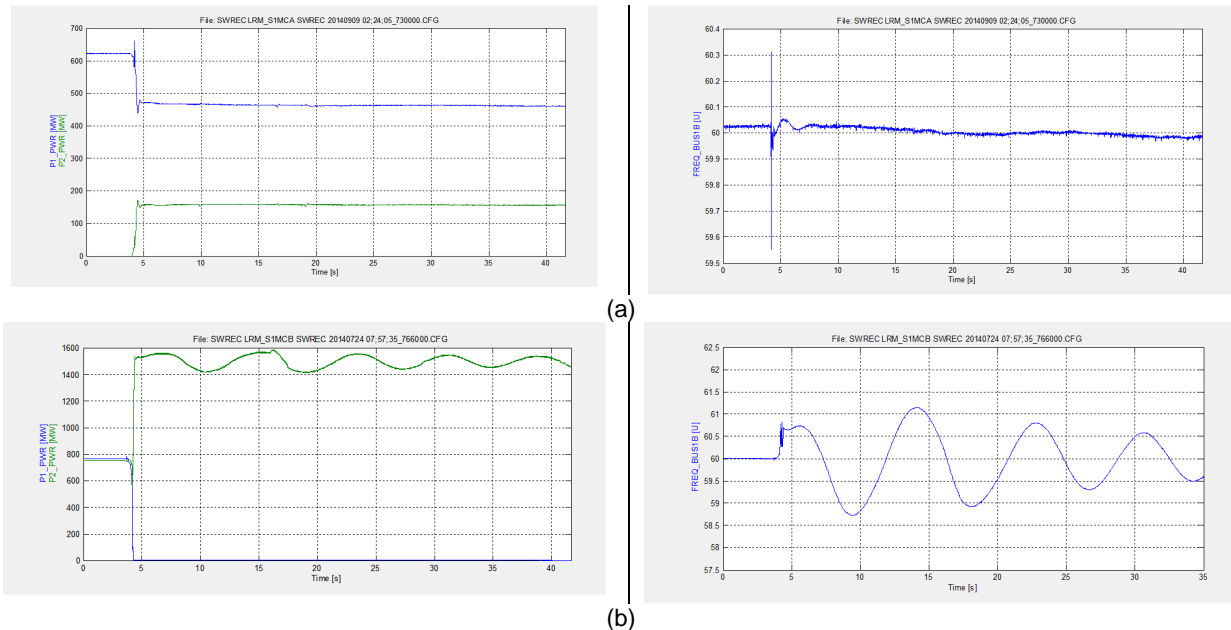 File: SWREC LRM_S1MCA SWREC 20140909 02;24;05_730000.CFG
700
600
500
400
300
200
100
0
P1_PWR [MW]
P2_PWR [MW]
0 5 10 15 20 25 30 35 40
Time [s]
File: SWREC LRM_S1MCA SWREC 20140909 02;24;05_730000.CFG
60.4
60.3
60.2
60.1
60
59.9
59.8
59.7
59.6
59.5
FREQ_BUS1B [U]
0 5 10 15 20 25 30 35 40
Time [s]
(a)
File: SWREC LRM_S1MCB SWREC 20140724 07;57;35_766000.CFG
1600
1400
1200
1000
800
600
400
200
0
P1_PWR [MW]
P2_PWR [MW]
0 5 10 15 20 25 30 35 40
Time [s]
File: SWREC LRM_S1MCB SWREC 20140724 07;57;35_766000.CFG
62.5
62
61.5
61
60.5
60
59.5
59
58.5
58
57.5
FREQ_BUS1B [U]
0 5 10 15 20 25 30 35
Time [s]
(b)